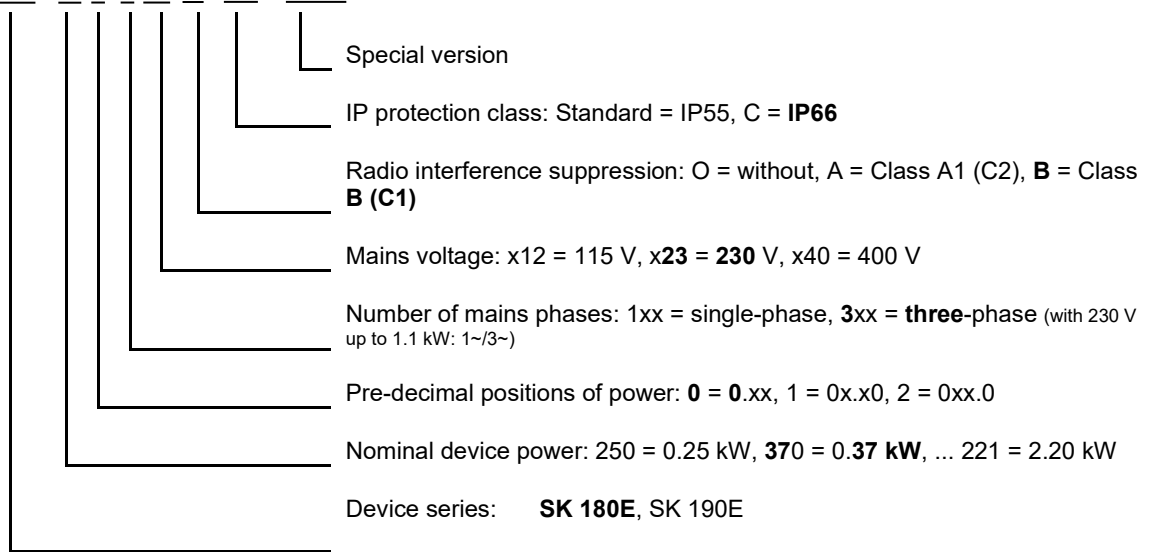 Special version
IP protection class: Standard = IP55, C = IP66
Radio interference suppression: O = without, A = Class A1 (C2), B = Class
B (C1)
Mains voltage: x12 = 115 V, x23 = 230 V, x40 = 400 V
Number of mains phases: 1xx = single-phase, 3xx = three-phase (with 230 V
up to 1.1 kW: 1~/3~)
Pre-decimal positions of power: 0 = 0.xx, 1 = 0x.x0, 2 = 0xx.0
Nominal device power: 250 = 0.25 kW, 370 = 0.37 kW, ... 221 = 2.20 kW
Device series: SK 180E, SK 190E